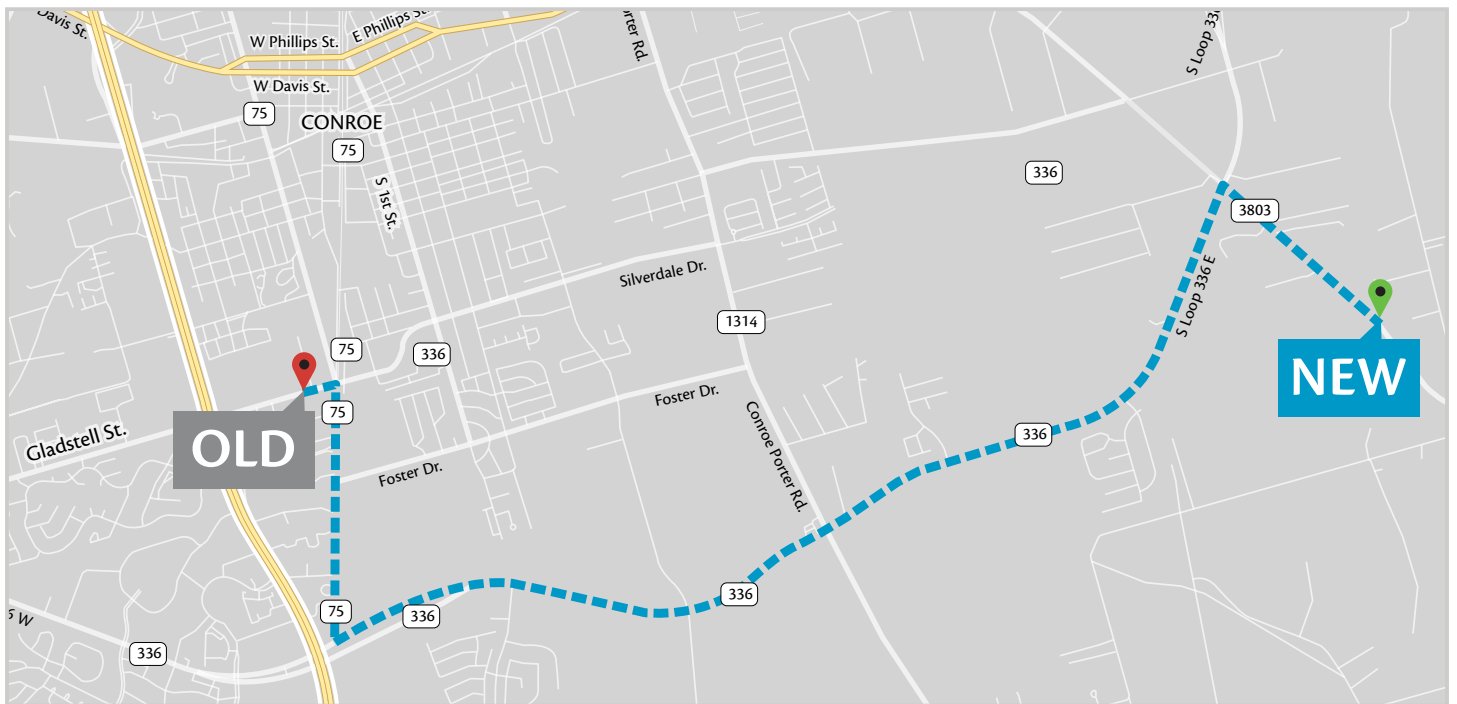 Davis St.
W Phillips St.
E Phillips St.
W Davis St.
Porter Rd.
S Loop 336
75
CONROE
75
S 1st St.
336
3803
Silverdale Dr.
S Loop 336 E
1314
75
336
NEW
75
Foster Dr.
Gladstell St.
OLD
Conroe Porter Rd.
336
Foster Dr.
336
75
336
336